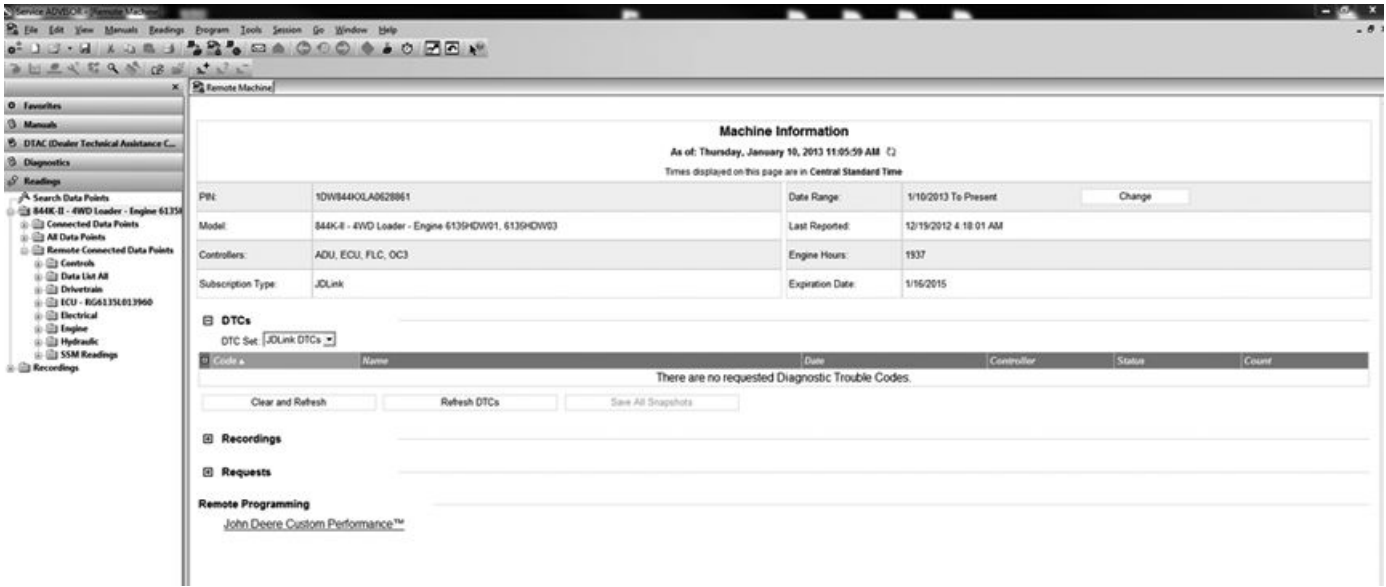 Service ADVISOR - [Remote Machine]
File Edit View Manuals Readings Program Tools Session Go Window Help
Remote Machine
Favorites
Manuals
DTAC (Dealer Technical Assistance C...
Diagnostics
Readings
Search Data Points
844K-II - 4WD Loader - Engine 6135H
Connected Data Points
All Data Points
Remote Connected Data Points
Controls
Data List All
Drivetrain
ECU - RG6135L013960
Electrical
Engine
Hydraulic
SSM Readings
Recordings
Machine Information
As of: Thursday, January 10, 2013 11:05:59 AM
Times displayed on this page are in Central Standard Time
PIN: 1DW844KXLA0628861 Date Range: 1/10/2013 To Present Change
Model: 844K-II - 4WD Loader - Engine 6135HDW01, 6135HDW03 Last Reported: 12/19/2012 4:18:01 AM
Controllers: ADU, ECU, FLC, OC3 Engine Hours: 1937
Subscription Type: JDLink Expiration Date: 1/16/2015
DTCs
DTC Set: JDLink DTCs
Code Name Date Controller Status Count
There are no requested Diagnostic Trouble Codes.
Clear and Refresh Refresh DTCs Save All Snapshots
Recordings
Requests
Remote Programming
John Deere Custom Performance™